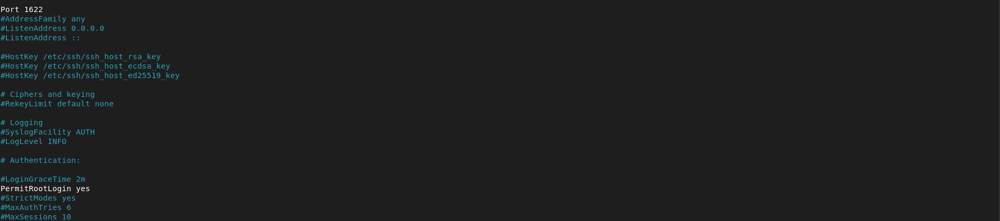 Port 1622
#AddressFamily any
#ListenAddress 0.0.0.0
#ListenAddress ::
#HostKey /etc/ssh/ssh_host_rsa_key
#HostKey /etc/ssh/ssh_host_ecdsa_key
#HostKey /etc/ssh/ssh_host_ed25519_key
# Ciphers and keying
#RekeyLimit default none
# Logging
#SyslogFacility AUTH
#LogLevel INFO
# Authentication:
#LoginGraceTime 2m
PermitRootLogin yes
#StrictModes yes
#MaxAuthTries 6
#MaxSessions 10